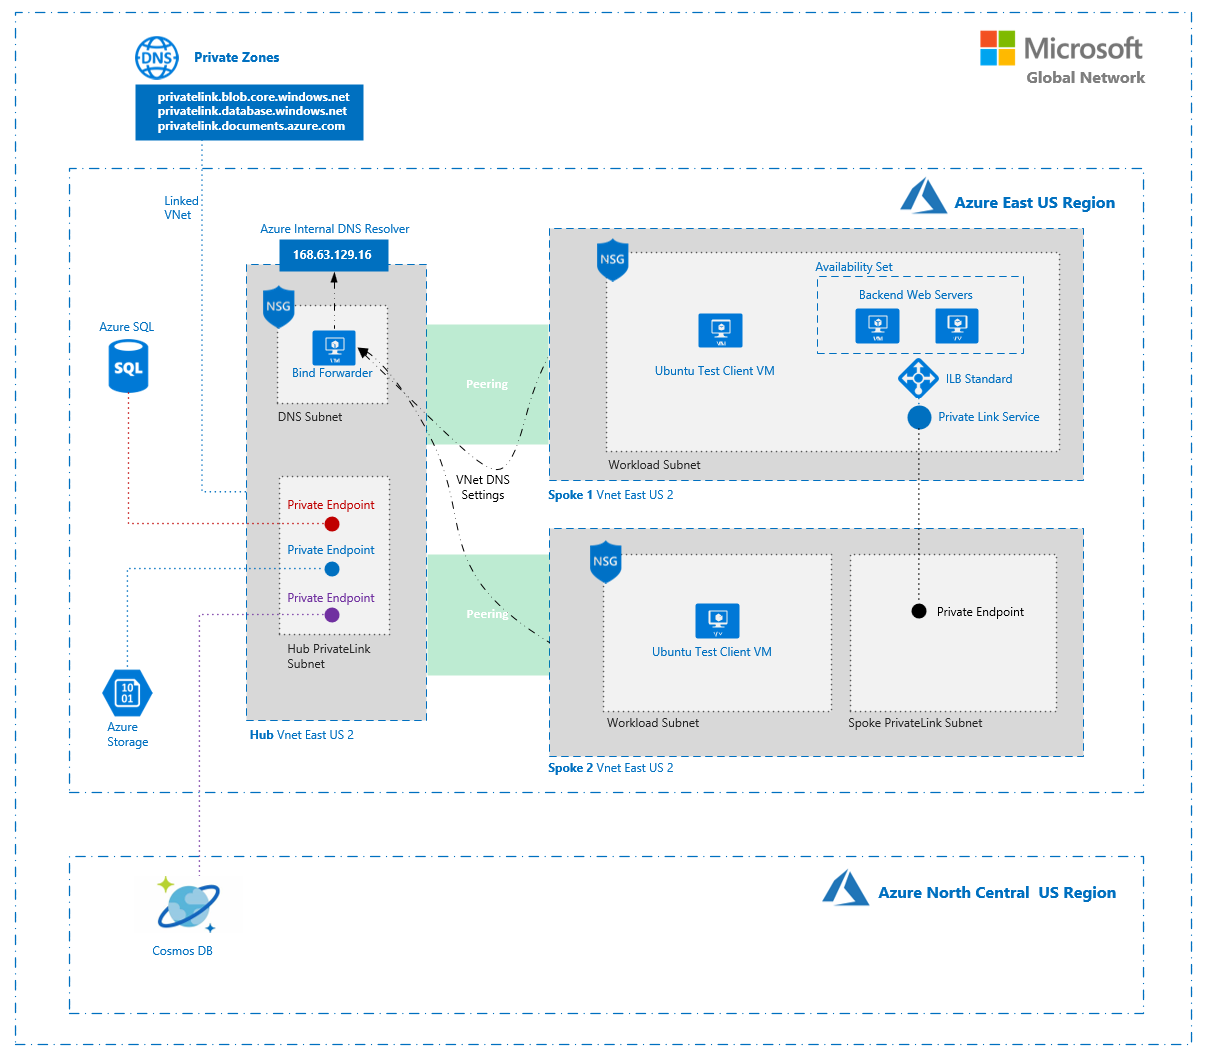 DNS
Private Zones
privatelink.blob.core.windows.net
privatelink.database.windows.net
privatelink.documents.azure.com
Microsoft
Global Network
Linked
VNet
Azure East US Region
Azure Internal DNS Resolver
168.63.129.16
NSG
Bind Forwarder
DNS Subnet
Azure SQL
SQL
Peering
NSG
Availability Set
Backend Web Servers
Ubuntu Test Client VM
ILB Standard
Private Link Service
Workload Subnet
Spoke 1 Vnet East US 2
VNet DNS
Settings
Private Endpoint
Private Endpoint
Private Endpoint
Hub PrivateLink
Subnet
Hub Vnet East US 2
Peering
NSG
Ubuntu Test Client VM
Workload Subnet
Private Endpoint
Spoke PrivateLink Subnet
Spoke 2 Vnet East US 2
10
01
Azure
Storage
Azure North Central US Region
Cosmos DB